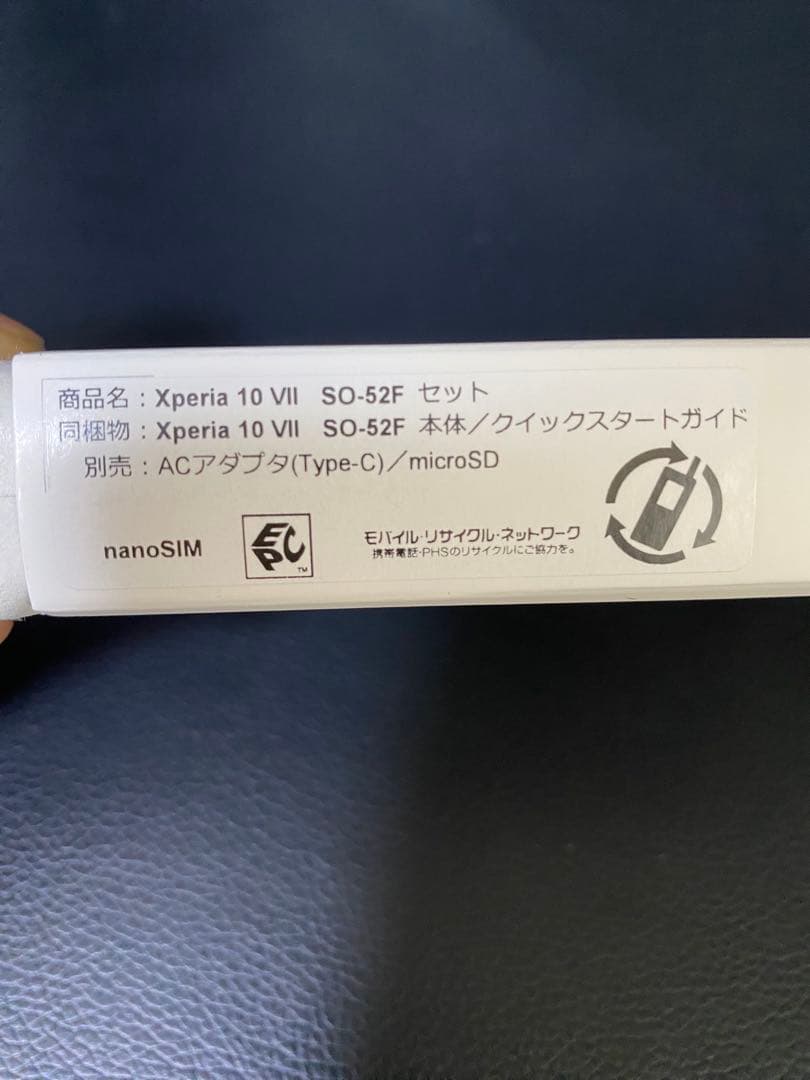 商品名：Xperia 10 VII　SO-52F セット
同梱物：Xperia 10 VII　SO-52F 本体／クイックスタートガイド
別売：ACアダプタ(Type-C)／microSD
nanoSIM
EPC
TM
モバイル・リサイクル・ネットワーク
携帯電話・PHSのリサイクルにご協力を。